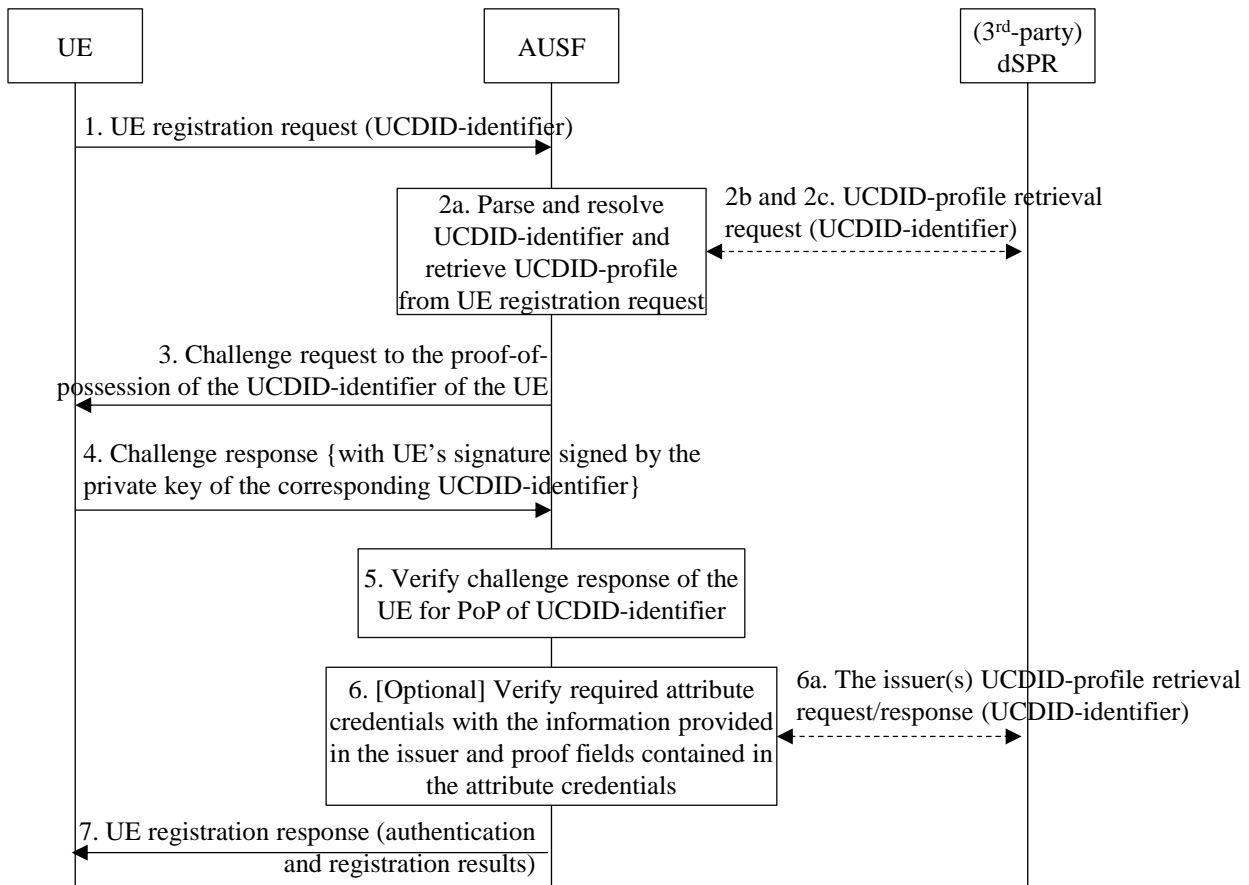 UE
AUSF
(3rd-party)
dSPR
1. UE registration request (UCDID-identifier)
2a. Parse and resolve
UCDID-identifier and
retrieve UCDID-profile
from UE registration request
2b and 2c. UCDID-profile retrieval
request (UCDID-identifier)
3. Challenge request to the proof-of-
possession of the UCDID-identifier of the UE
4. Challenge response {with UE’s signature signed by the
private key of the corresponding UCDID-identifier}
5. Verify challenge response of the
UE for PoP of UCDID-identifier
6. [Optional] Verify required attribute
credentials with the information provided
in the issuer and proof fields contained in
the attribute credentials
6a. The issuer(s) UCDID-profile retrieval
request/response (UCDID-identifier)
7. UE registration response (authentication
and registration results)